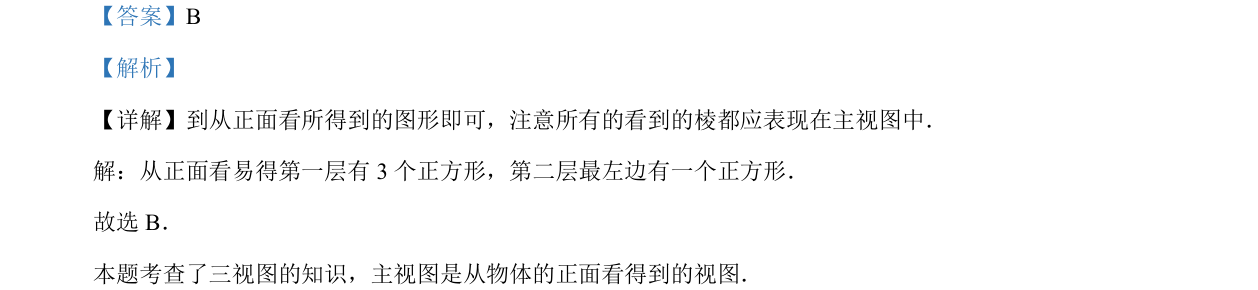 【答案】B
【解析】
【详解】到从正面看所得到的图形即可，注意所有的看到的棱都应表现在主视图中．
解：从正面看易得第一层有 3 个正方形，第二层最左边有一个正方形．
故选 B．
本题考查了三视图的知识，主视图是从物体的正面看得到的视图．